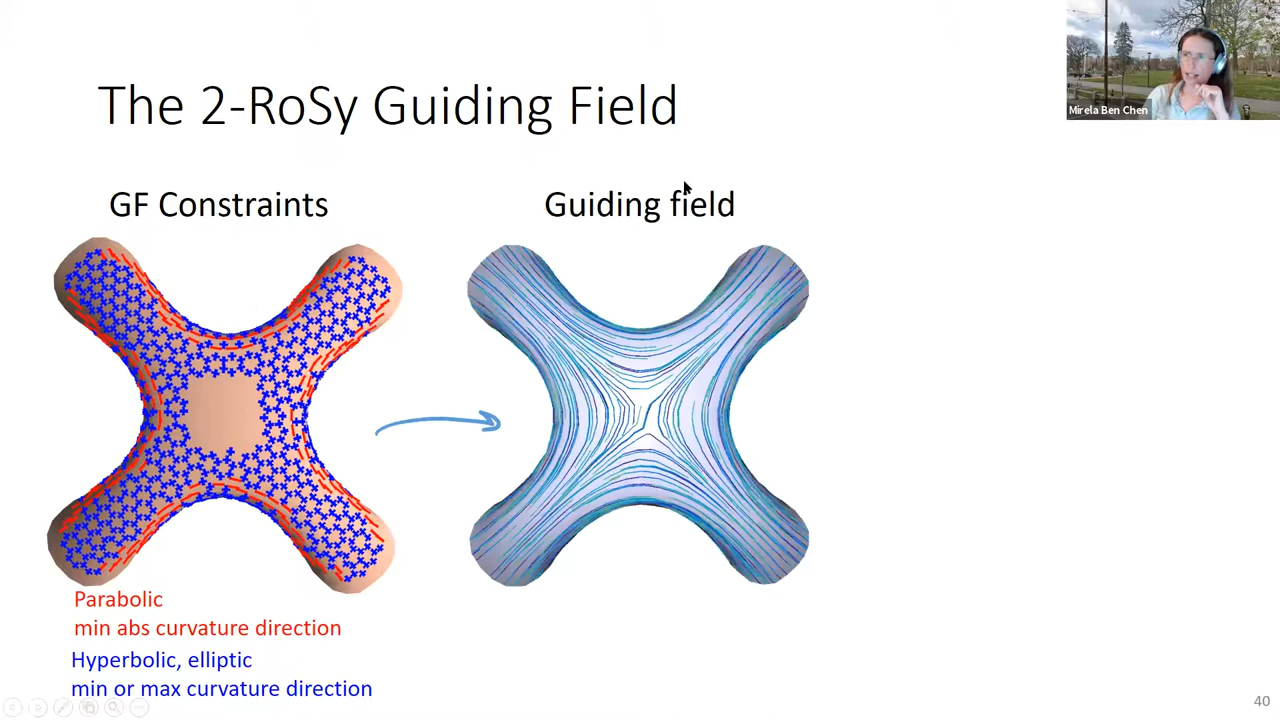 Mirela Ben Chen
The 2-RoSy Guiding Field
GF Constraints
Guiding field
Parabolic
min abs curvature direction
Hyperbolic, elliptic
min or max curvature direction
40